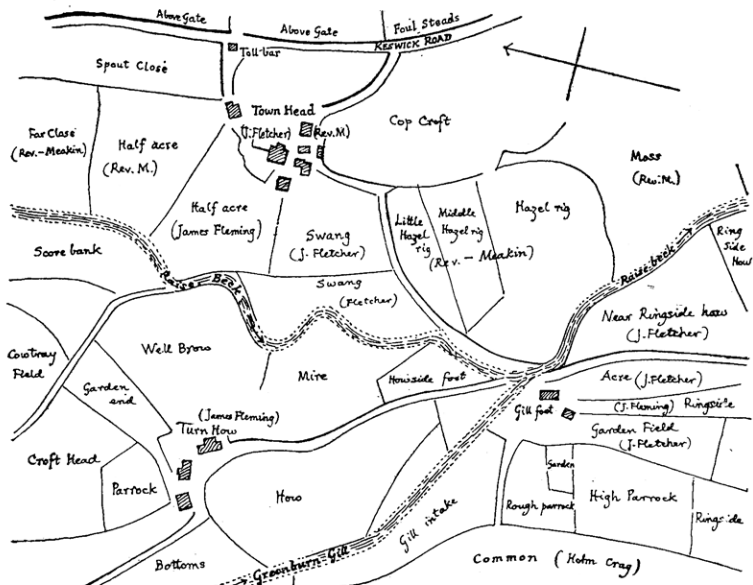 Above Gate
Above Gate
Foul Steads
KESWICK ROAD
Toll-bar
Spout Close
Town Head
(J. Fletcher)
(Rev. M.)
Cop Croft
Far Close
(Rev. - Meakin)
Half acre
(Rev. M.)
Moss
(Rev. M.)
Half acre
(James Fleming)
Swang
(J. Fletcher)
Little
Hazel
rig
Middle
Hazel rig
(Rev. - Meakin)
Hazel rig
Ring
side
How
Score bank
Raise Beck
Swang
(Fletcher)
Raise beck
Near Ringside how
(J. Fletcher)
Cowtray
Field
Well Brow
Garden
end
Mire
Howside foot
Acre (J. Fletcher)
(James Fleming)
Turn How
Gill foot
(J. Fleming) Ringside
Garden Field
(J. Fletcher)
Croft Head
Parrock
How
Garden
Rough parrock
High Parrock
Ringside
Gill intake
Bottoms
Greenburn Gill
Common (Holm Crag)